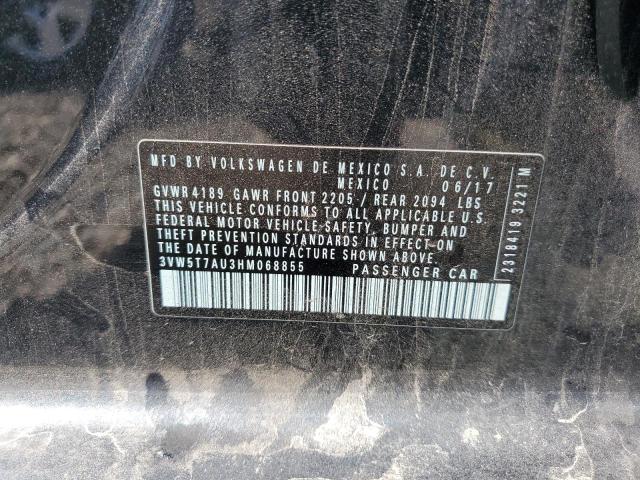 MFD BY VOLKSWAGEN DE MEXICO S.A. DE C.V.
MEXICO 06/17
GVWR 4189 GAWR FRONT 2205 / REAR 2094 LBS
THIS VEHICLE CONFORMS TO ALL APPLICABLE U.S.
FEDERAL MOTOR VEHICLE-SAFETY, BUMPER AND
THEFT PREVENTION STANDARDS IN EFFECT ON
THE DATE OF MANUFACTURE SHOWN ABOVE.
3VW5T7AU3HM068855 PASSENGER CAR
2318419 3221 M